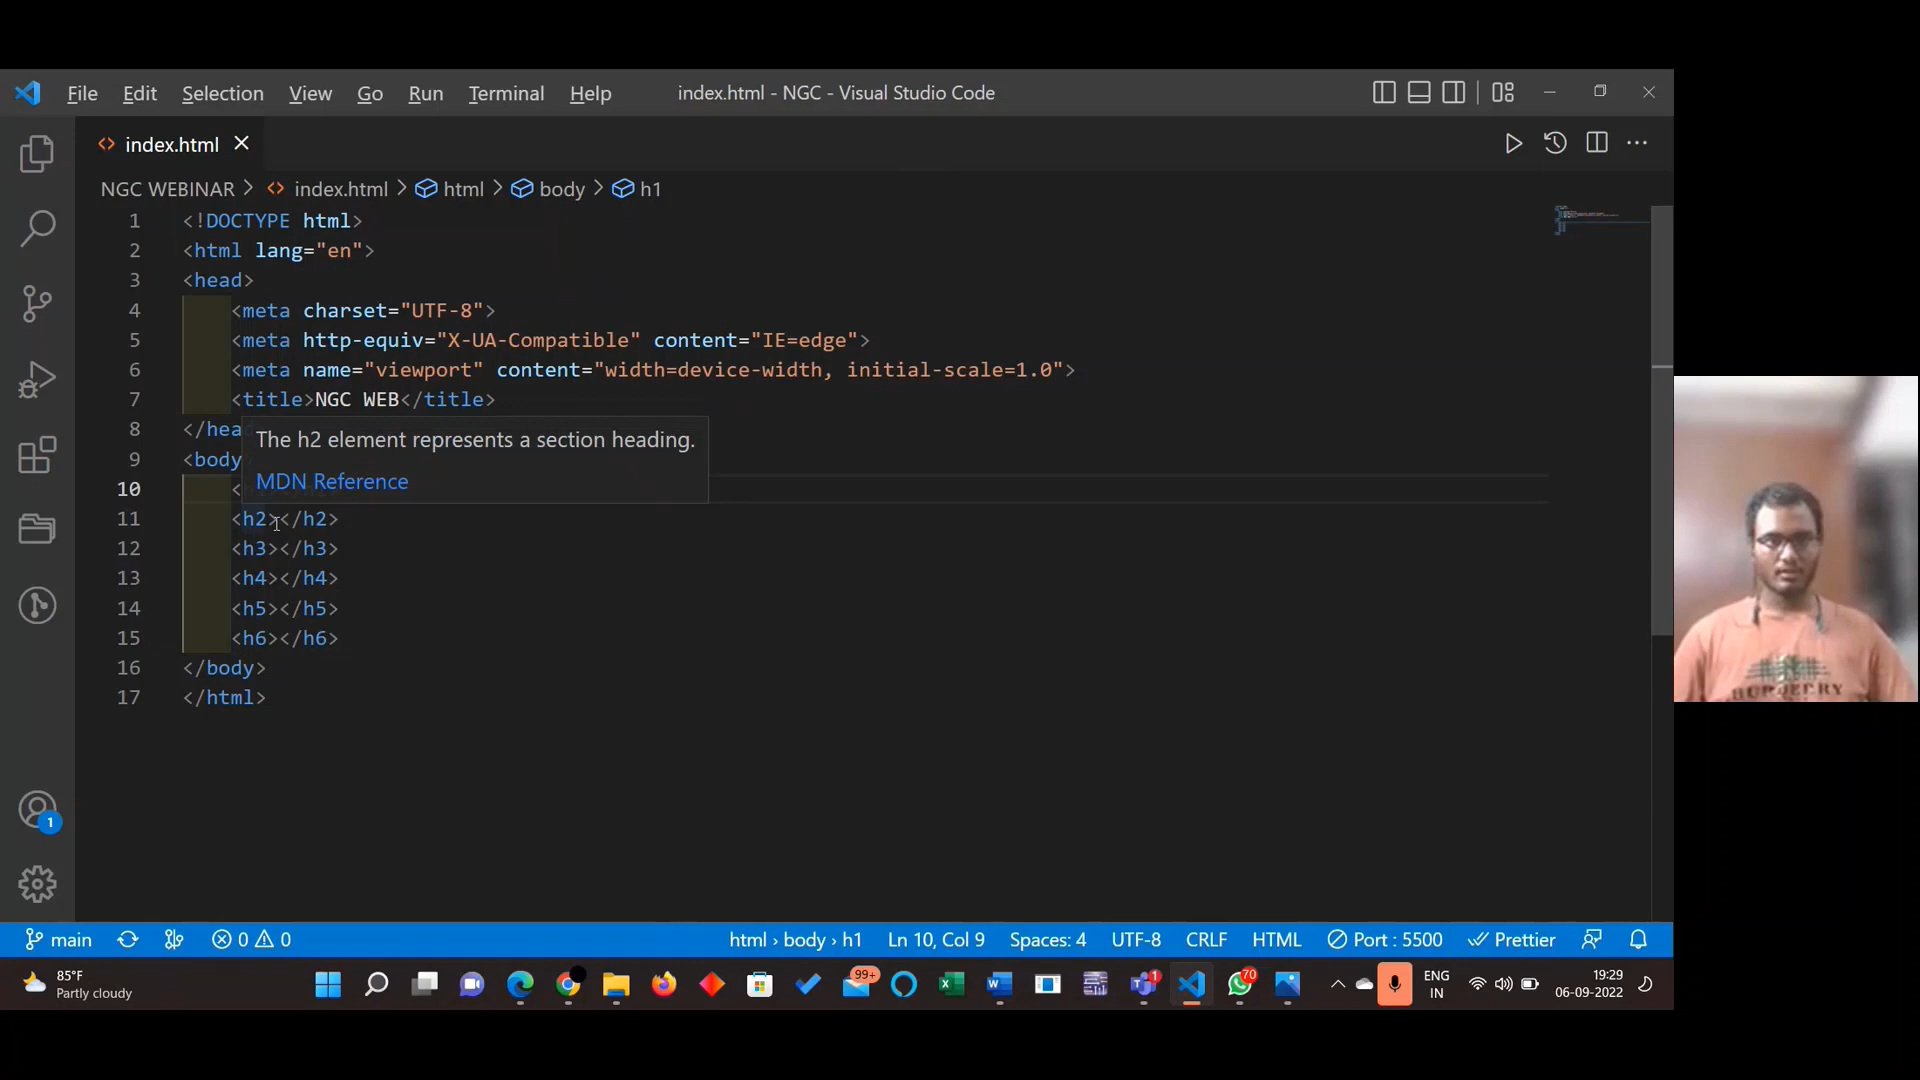 File Edit Selection View Go Run Terminal Help index.html - NGC - Visual Studio Code
index.html
NGC WEBINAR > index.html > html > body > h1
1 <!DOCTYPE html>
2 <html lang="en">
3 <head>
4 <meta charset="UTF-8">
5 <meta http-equiv="X-UA-Compatible" content="IE=edge">
6 <meta name="viewport" content="width=device-width, initial-scale=1.0">
7 <title>NGC WEB</title>
8 </hea
The h2 element represents a section heading.
9 <body
MDN Reference
10 <
11 <h2></h2>
12 <h3></h3>
13 <h4></h4>
14 <h5></h5>
15 <h6></h6>
16 </body>
17 </html>
1
main 0 0 html › body › h1 Ln 10, Col 9 Spaces: 4 UTF-8 CRLF HTML Port : 5500 Prettier
85°F
Partly cloudy
99+
1
70
ENG
IN
19:29
06-09-2022
BURBERRY